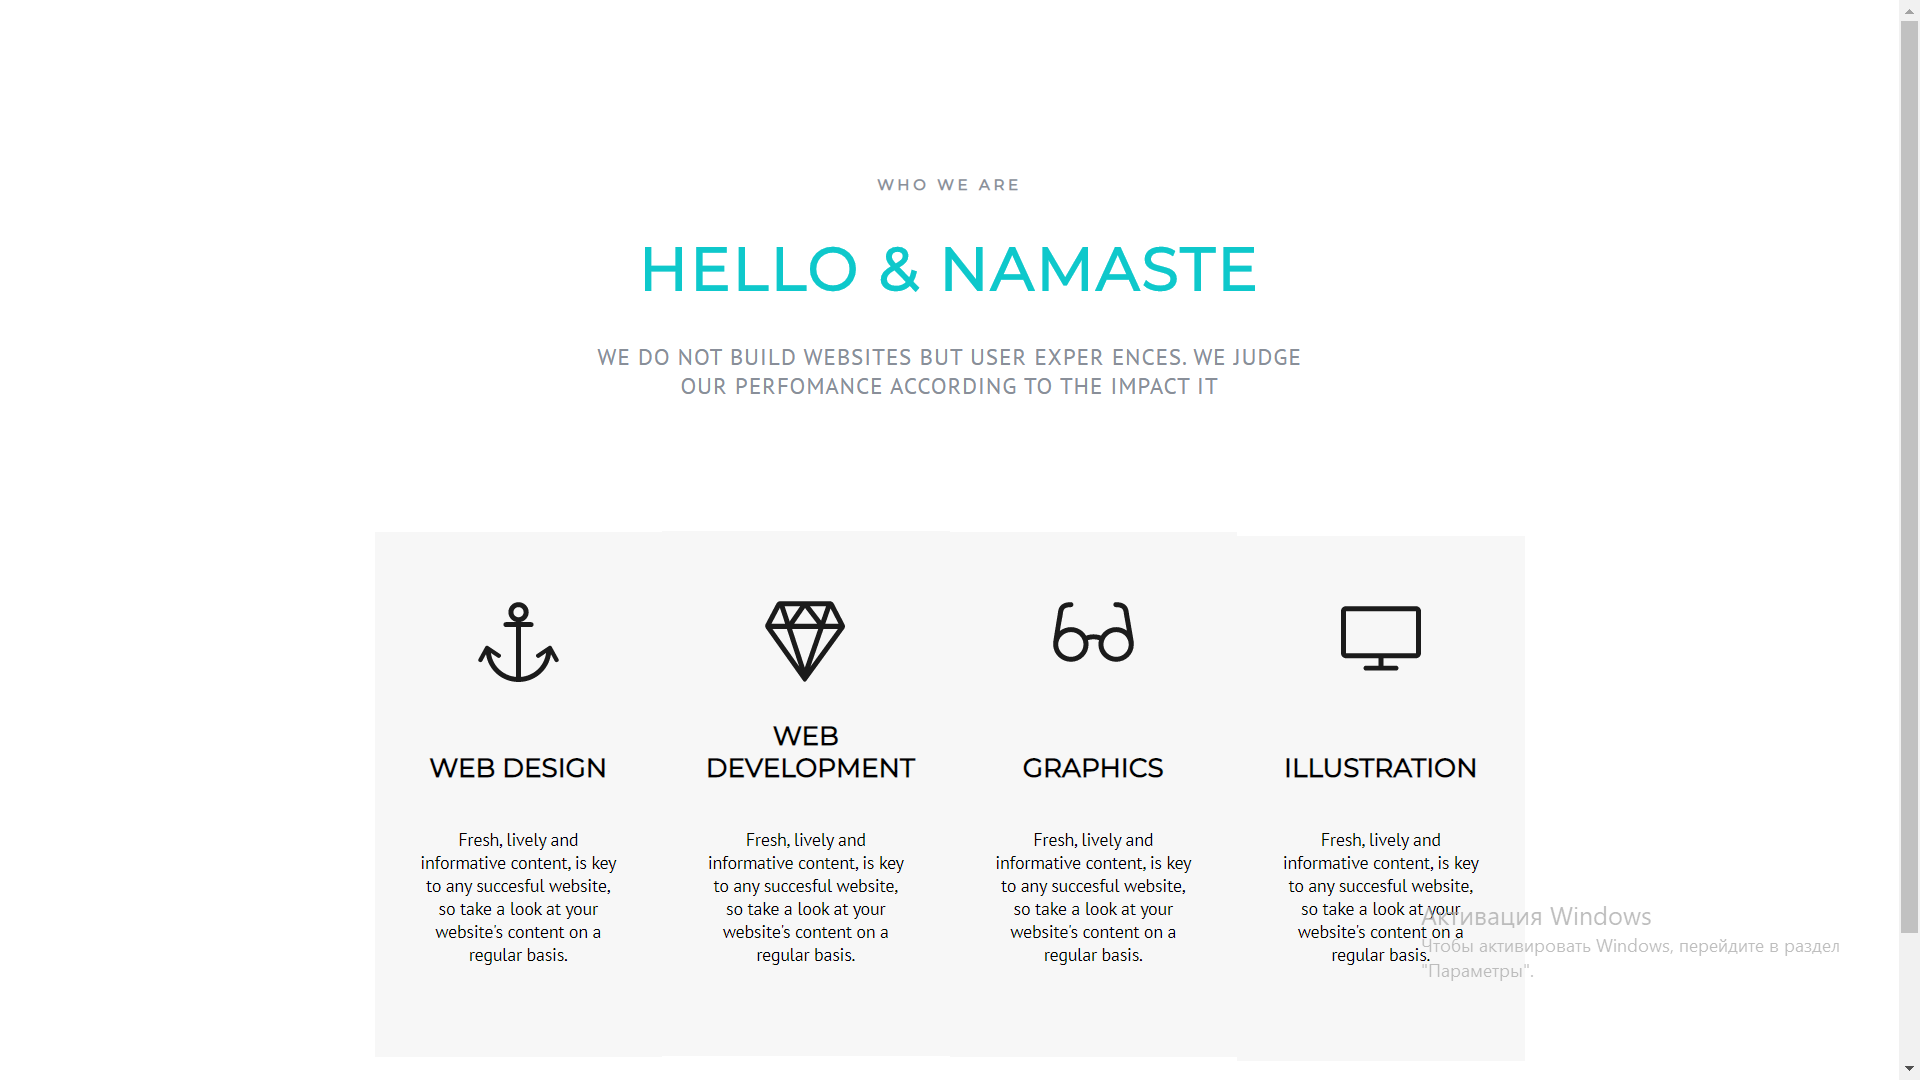 WHO WE ARE
HELLO & NAMASTE
WE DO NOT BUILD WEBSITES BUT USER EXPER ENCES. WE JUDGE
OUR PERFOMANCE ACCORDING TO THE IMPACT IT
WEB DESIGN
Fresh, lively and
informative content, is key
to any succesful website,
so take a look at your
website's content on a
regular basis.
WEB
DEVELOPMENT
Fresh, lively and
informative content, is key
to any succesful website,
so take a look at your
website's content on a
regular basis.
GRAPHICS
Fresh, lively and
informative content, is key
to any succesful website,
so take a look at your
website's content on a
regular basis.
ILLUSTRATION
Fresh, lively and
informative content, is key
to any succesful website,
so take a look at your
website's content on a
regular basis.
Активация Windows
Чтобы активировать Windows, перейдите в раздел
"Параметры".